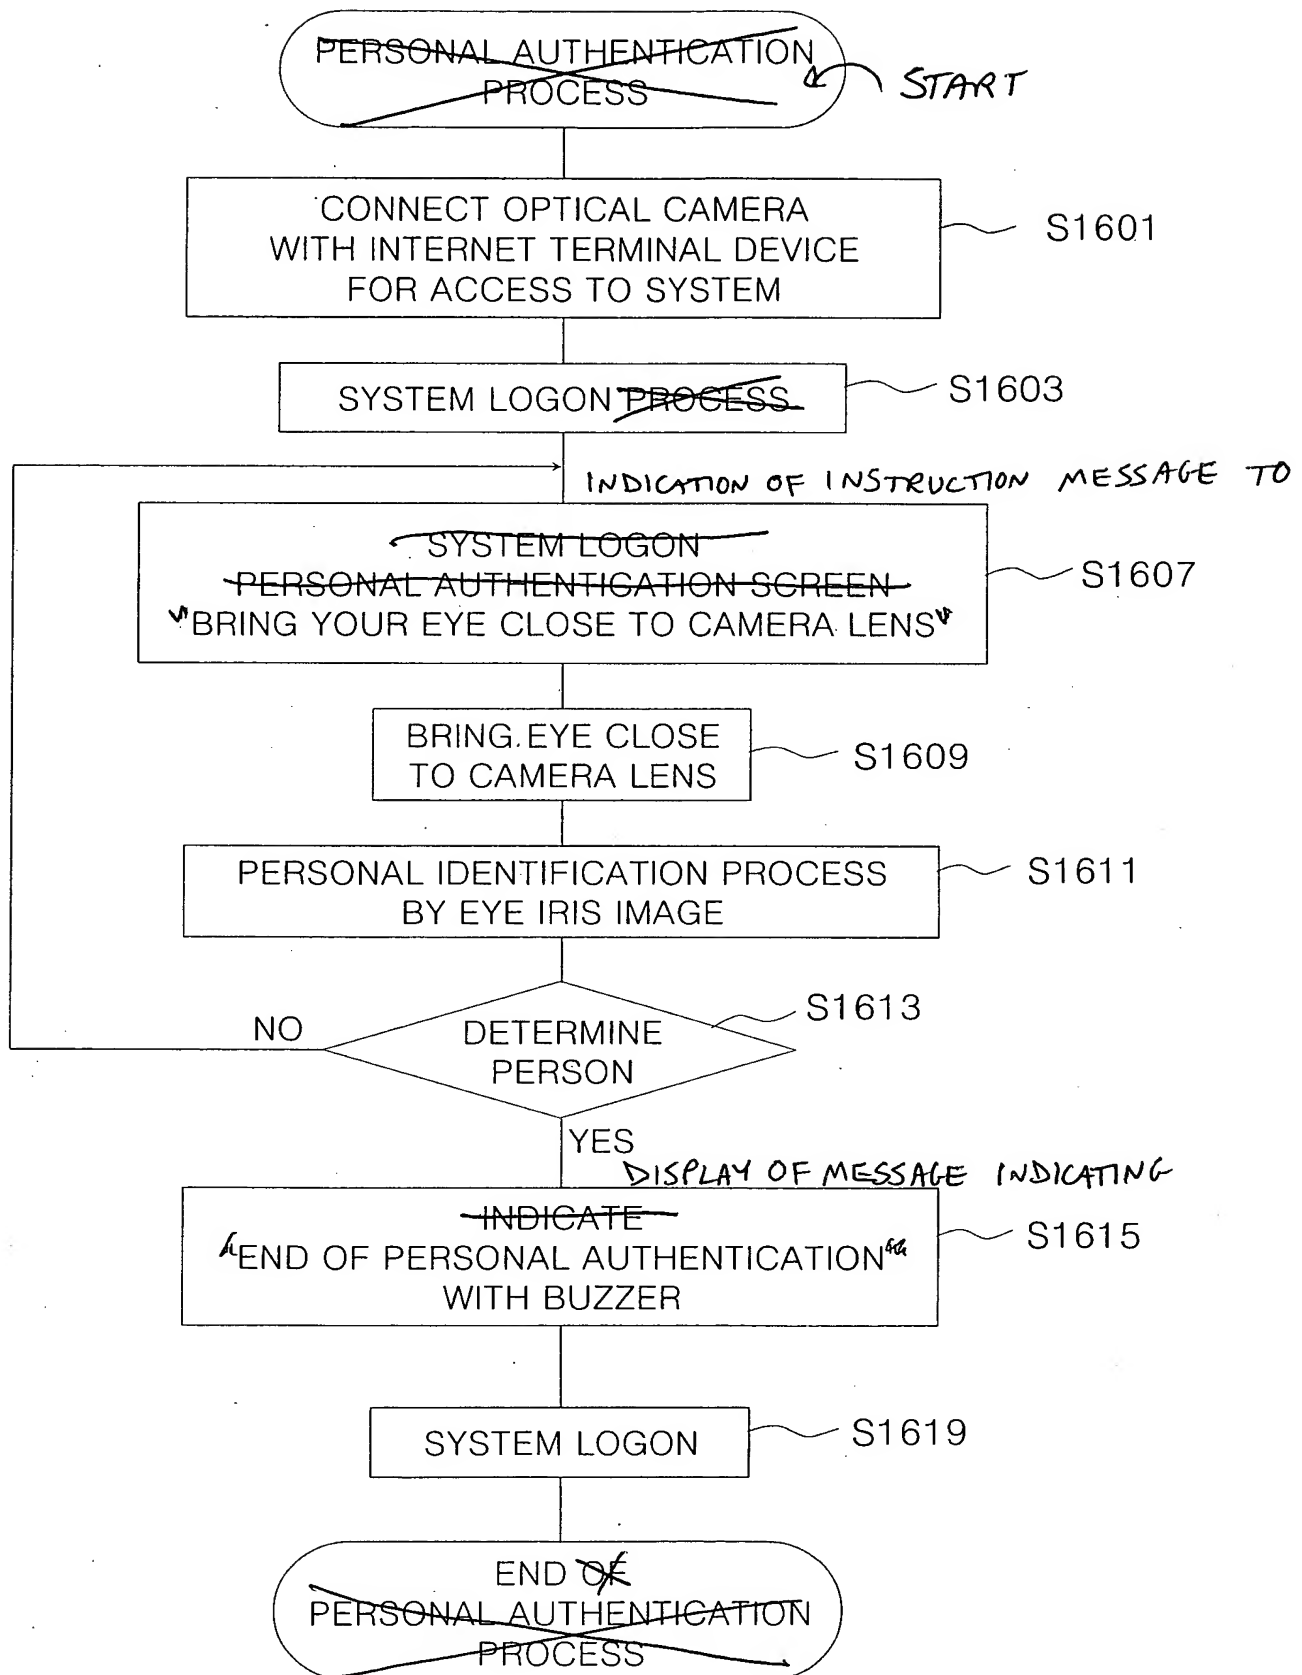 PERSONAL AUTHENTICATION
PROCESS
START
CONNECT OPTICAL CAMERA
WITH INTERNET TERMINAL DEVICE
FOR ACCESS TO SYSTEM
S1601
SYSTEM LOGON PROCESS
S1603
INDICATION OF INSTRUCTION MESSAGE TO
SYSTEM LOGON
PERSONAL AUTHENTICATION SCREEN
"BRING YOUR EYE CLOSE TO CAMERA LENS"
S1607
BRING EYE CLOSE
TO CAMERA LENS
S1609
PERSONAL IDENTIFICATION PROCESS
BY EYE IRIS IMAGE
S1611
DETERMINE
PERSON
S1613
NO
YES
DISPLAY OF MESSAGE INDICATING
INDICATE
"END OF PERSONAL AUTHENTICATION"
WITH BUZZER
S1615
SYSTEM LOGON
S1619
END OF
PERSONAL AUTHENTICATION
PROCESS